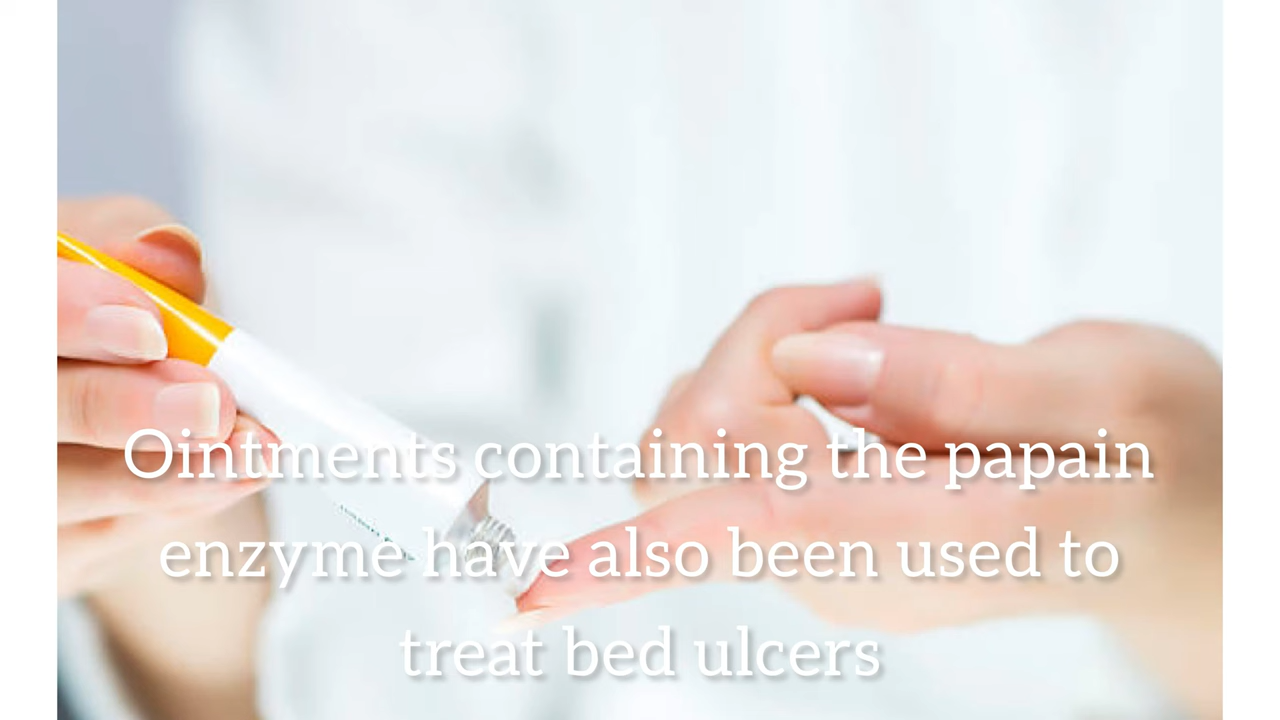 Ointments containing the papain
enzyme have also been used to
treat bed ulcers